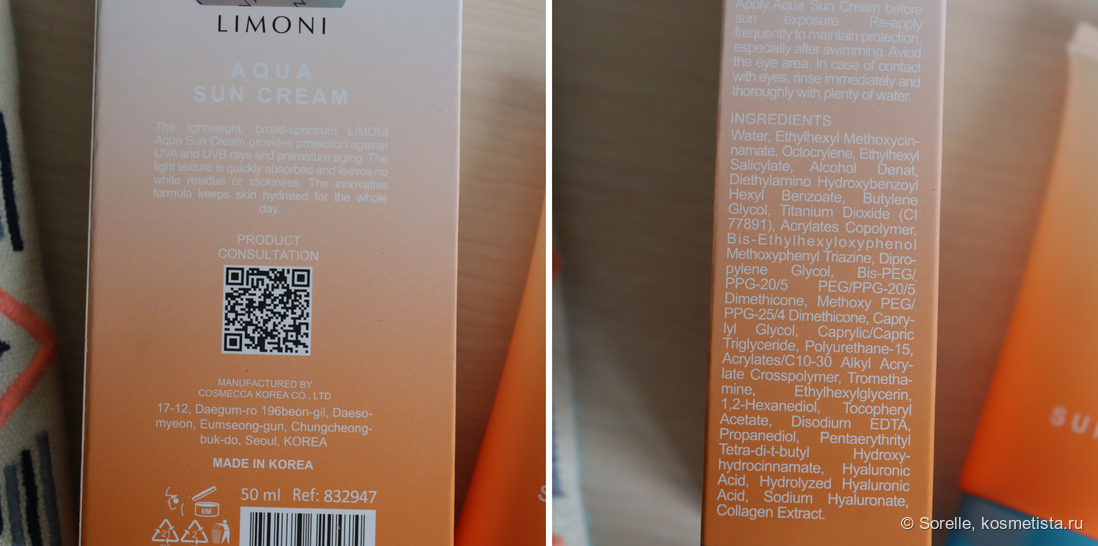 LIMONI
AQUA
SUN CREAM
The lightweight, broad-spectrum LIMONI
Aqua Sun Cream provides protection against
UVA and UVB rays and premature aging. The
light texture is quickly absorbed and leaves no
white residue or stickiness. The innovative
formula keeps skin hydrated for the whole
day.
PRODUCT
CONSULTATION
MANUFACTURED BY
COSMECCA KOREA CO., LTD
17-12, Daegum-ro 196beon-gil, Daeso-
myeon, Eumseong-gun, Chungcheong-
buk-do, Seoul, KOREA
MADE IN KOREA
6M
50 ml Ref: 832947
Apply Aqua Sun Cream before
sun exposure. Re-apply
frequently to maintain protection,
especially after swimming. Aviod
the eye area. In case of contact
with eyes, rinse immediately and
thoroughly with plenty of water.
INGREDIENTS
Water, Ethylhexyl Methoxycin-
namate, Octocrylene, Ethylhexyl
Salicylate, Alcohol Denat,
Diethylamino Hydroxybenzoyl
Hexyl Benzoate, Butylene
Glycol, Titanium Dioxide (CI
77891), Acrylates Copolymer,
Bis-Ethylhexyloxyphenol
Methoxyphenyl Triazine, Dipro-
pylene Glycol, Bis-PEG/
PPG-20/5 PEG/PPG-20/5
Dimethicone, Methoxy PEG/
PPG-25/4 Dimethicone, Capry-
lyl Glycol, Caprylic/Capric
Triglyceride, Polyurethane-15,
Acrylates/C10-30 Alkyl Acry-
late Crosspolymer, Trometha-
mine, Ethylhexylglycerin,
1,2-Hexanediol, Tocopheryl
Acetate, Disodium EDTA,
Propanediol, Pentaerythrityl
Tetra-di-t-butyl Hydroxy-
hydrocinnamate, Hyaluronic
Acid, Hydrolyzed Hyaluronic
Acid, Sodium Hyaluronate,
Collagen Extract.
© Sorelle, kosmetista.ru